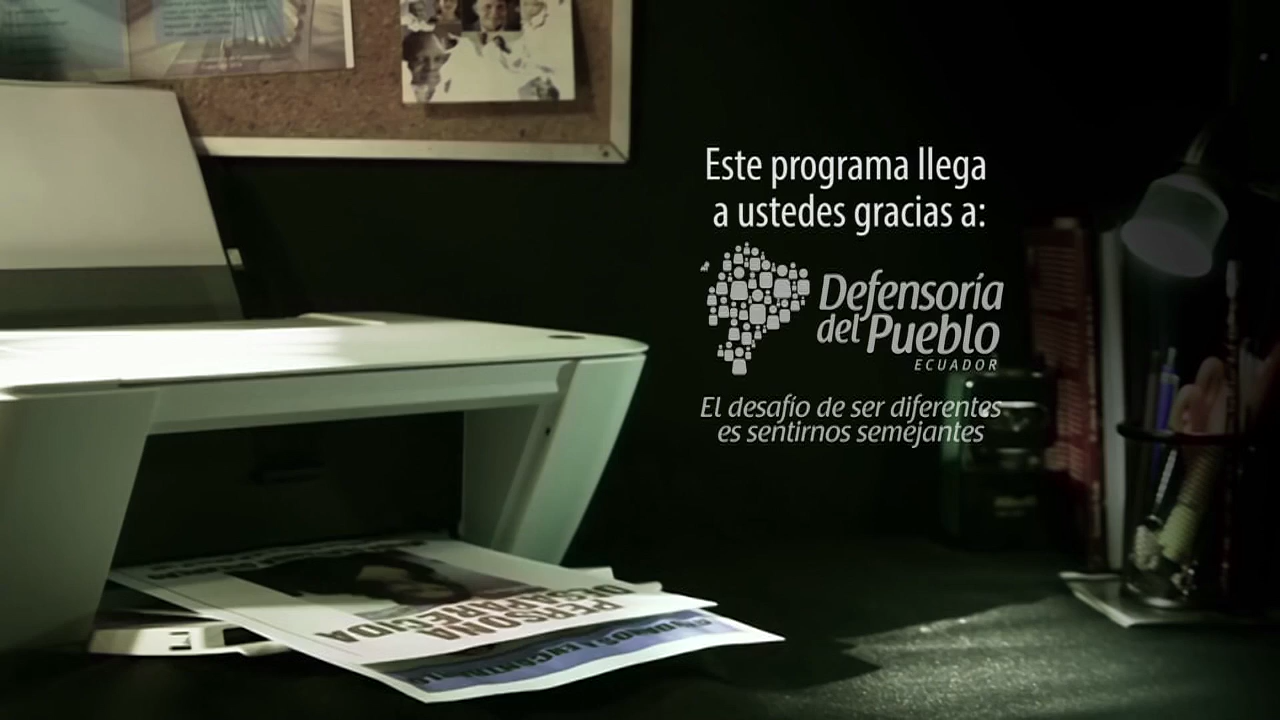 Este programa llega
a ustedes gracias a:
Defensoría
del Pueblo
ECUADOR
El desafío de ser diferentes
es sentirnos semejantes
PERSONA
DESAPARECIDA